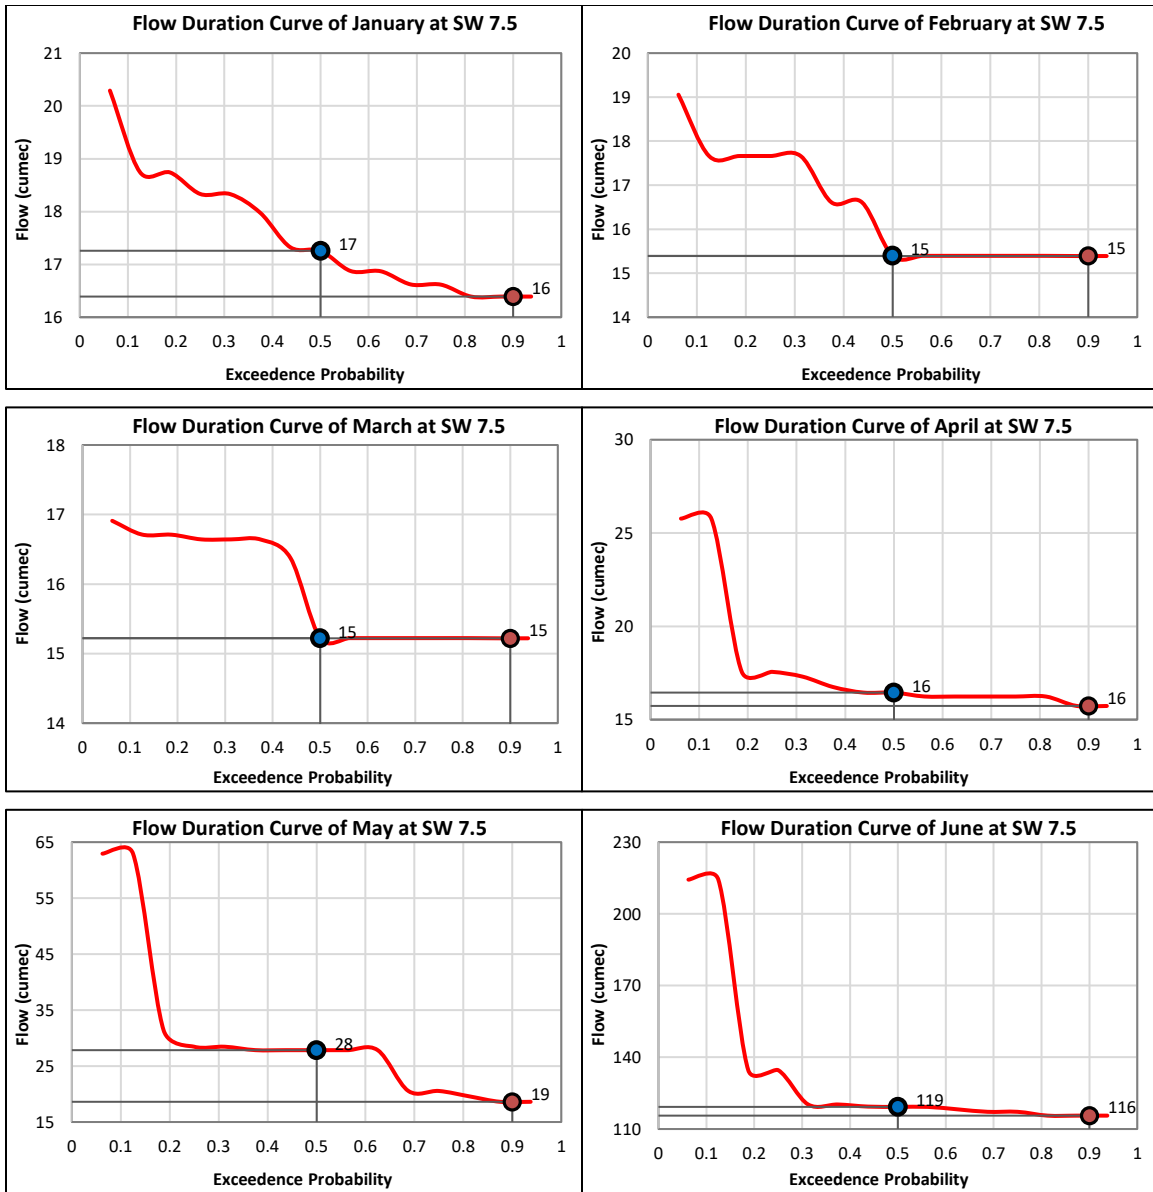 Flow Duration Curve of January at SW 7.5
21
20
19
18
17
16
Flow (cumec)
17
16
0 0.1 0.2 0.3 0.4 0.5 0.6 0.7 0.8 0.9 1
Exceedence Probability
Flow Duration Curve of February at SW 7.5
20
19
18
17
16
15
14
Flow (cumec)
15
15
0 0.1 0.2 0.3 0.4 0.5 0.6 0.7 0.8 0.9 1
Exceedence Probability
Flow Duration Curve of March at SW 7.5
18
17
16
15
14
Flow (cumec)
15
15
0 0.1 0.2 0.3 0.4 0.5 0.6 0.7 0.8 0.9 1
Exceedence Probability
Flow Duration Curve of April at SW 7.5
30
25
20
15
Flow (cumec)
16
16
0 0.1 0.2 0.3 0.4 0.5 0.6 0.7 0.8 0.9 1
Exceedence Probability
Flow Duration Curve of May at SW 7.5
65
55
45
35
25
15
Flow (cumec)
28
19
0 0.1 0.2 0.3 0.4 0.5 0.6 0.7 0.8 0.9 1
Exceedence Probability
Flow Duration Curve of June at SW 7.5
230
200
170
140
110
Flow (cumec)
119
116
0 0.1 0.2 0.3 0.4 0.5 0.6 0.7 0.8 0.9 1
Exceedence Probability